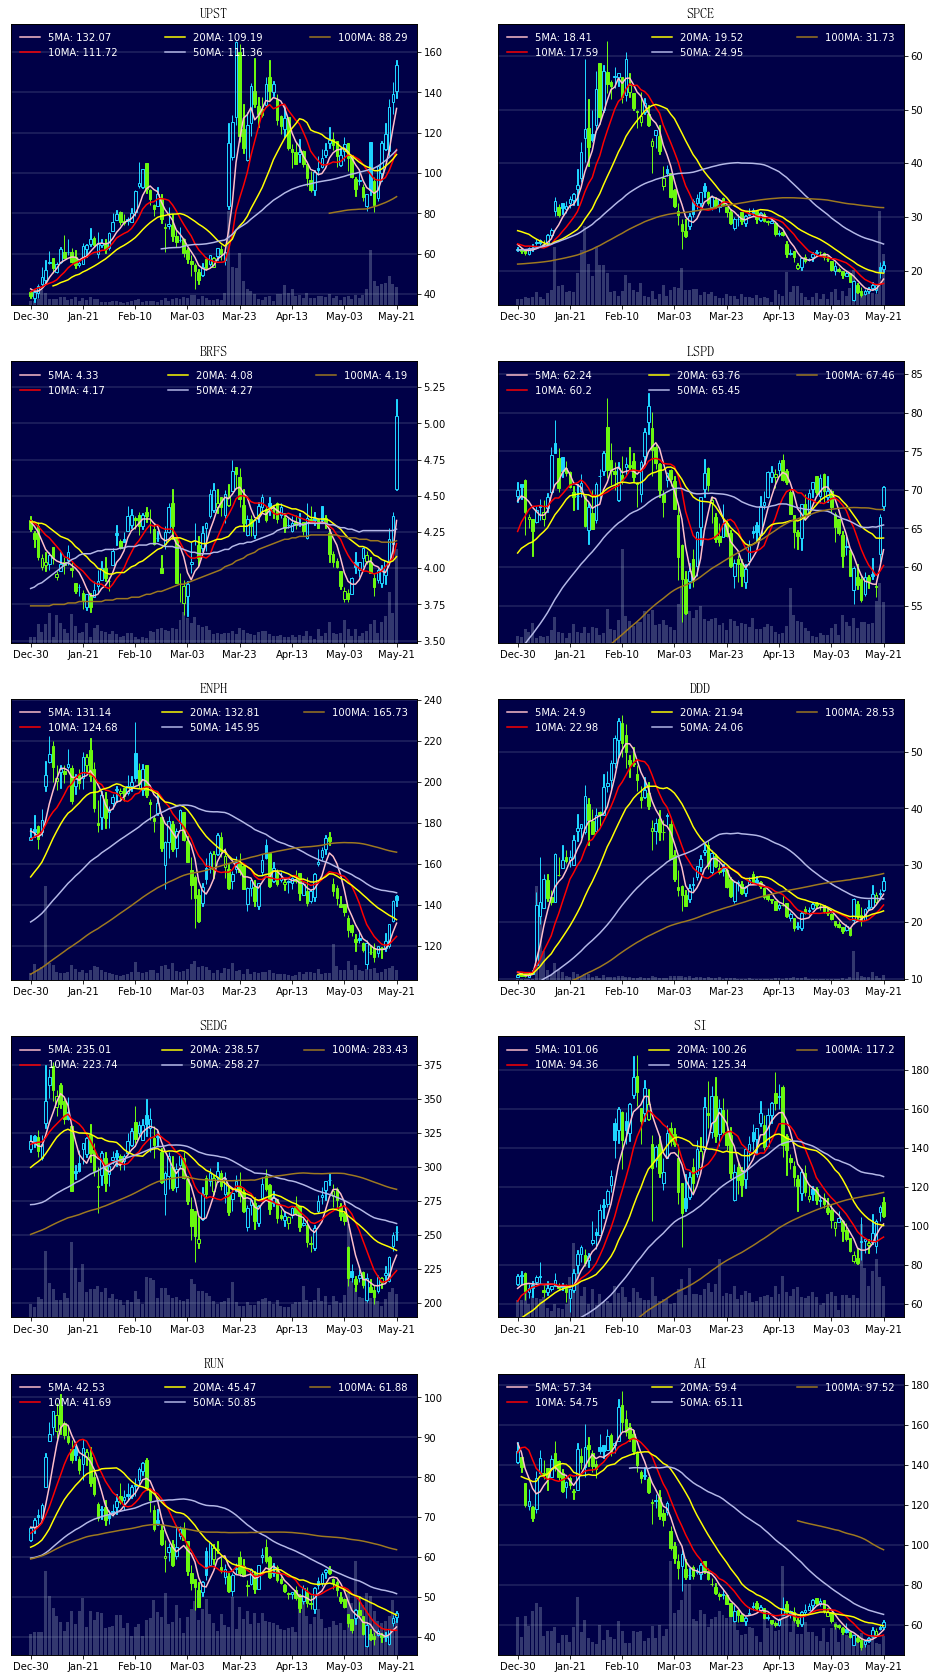 UPST
5MA: 132.07 20MA: 109.19 100MA: 88.29
10MA: 111.72 50MA: 111.36
160
140
120
100
80
60
40
Dec-30 Jan-21 Feb-10 Mar-03 Mar-23 Apr-13 May-03 May-21
SPCE
5MA: 18.41 20MA: 19.52 100MA: 31.73
10MA: 17.59 50MA: 24.95
60
50
40
30
20
Dec-30 Jan-21 Feb-10 Mar-03 Mar-23 Apr-13 May-03 May-21
BRFS
5MA: 4.33 20MA: 4.08 100MA: 4.19
10MA: 4.17 50MA: 4.27
5.25
5.00
4.75
4.50
4.25
4.00
3.75
3.50
Dec-30 Jan-21 Feb-10 Mar-03 Mar-23 Apr-13 May-03 May-21
LSPD
5MA: 62.24 20MA: 63.76 100MA: 67.46
10MA: 60.2 50MA: 65.45
85
80
75
70
65
60
55
Dec-30 Jan-21 Feb-10 Mar-03 Mar-23 Apr-13 May-03 May-21
ENPH
5MA: 131.14 20MA: 132.81 100MA: 165.73
10MA: 124.68 50MA: 145.95
240
220
200
180
160
140
120
Dec-30 Jan-21 Feb-10 Mar-03 Mar-23 Apr-13 May-03 May-21
DDD
5MA: 24.9 20MA: 21.94 100MA: 28.53
10MA: 22.98 50MA: 24.06
50
40
30
20
10
Dec-30 Jan-21 Feb-10 Mar-03 Mar-23 Apr-13 May-03 May-21
SEDG
5MA: 235.01 20MA: 238.57 100MA: 283.43
10MA: 223.74 50MA: 258.27
375
350
325
300
275
250
225
200
Dec-30 Jan-21 Feb-10 Mar-03 Mar-23 Apr-13 May-03 May-21
SI
5MA: 101.06 20MA: 100.26 100MA: 117.2
10MA: 94.36 50MA: 125.34
180
160
140
120
100
80
60
Dec-30 Jan-21 Feb-10 Mar-03 Mar-23 Apr-13 May-03 May-21
RUN
5MA: 42.53 20MA: 45.47 100MA: 61.88
10MA: 41.69 50MA: 50.85
100
90
80
70
60
50
40
Dec-30 Jan-21 Feb-10 Mar-03 Mar-23 Apr-13 May-03 May-21
AI
5MA: 57.34 20MA: 59.4 100MA: 97.52
10MA: 54.75 50MA: 65.11
180
160
140
120
100
80
60
Dec-30 Jan-21 Feb-10 Mar-03 Mar-23 Apr-13 May-03 May-21